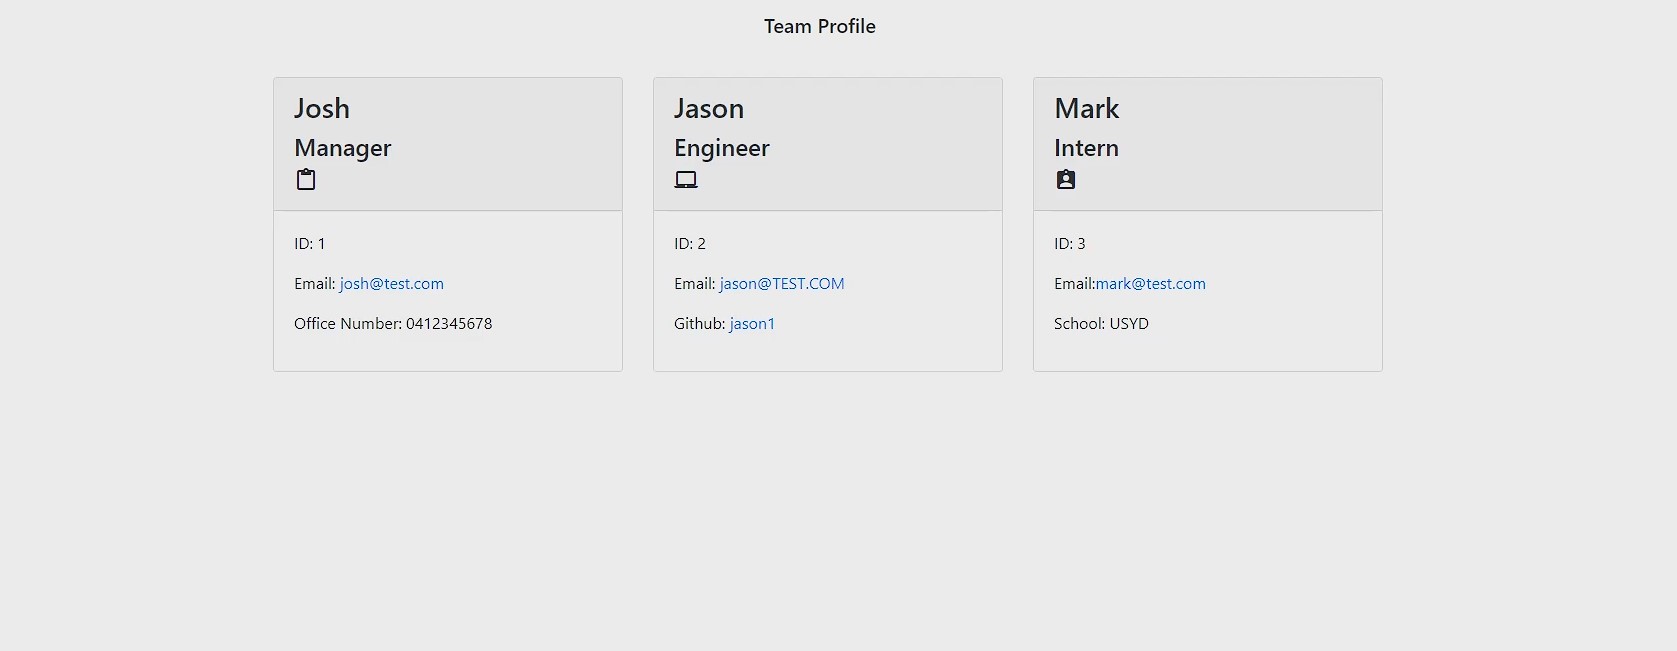 Team Profile
Josh
Manager
ID: 1
Email: josh@test.com
Office Number: 0412345678
Jason
Engineer
ID: 2
Email: jason@TEST.COM
Github: jason1
Mark
Intern
ID: 3
Email:mark@test.com
School: USYD